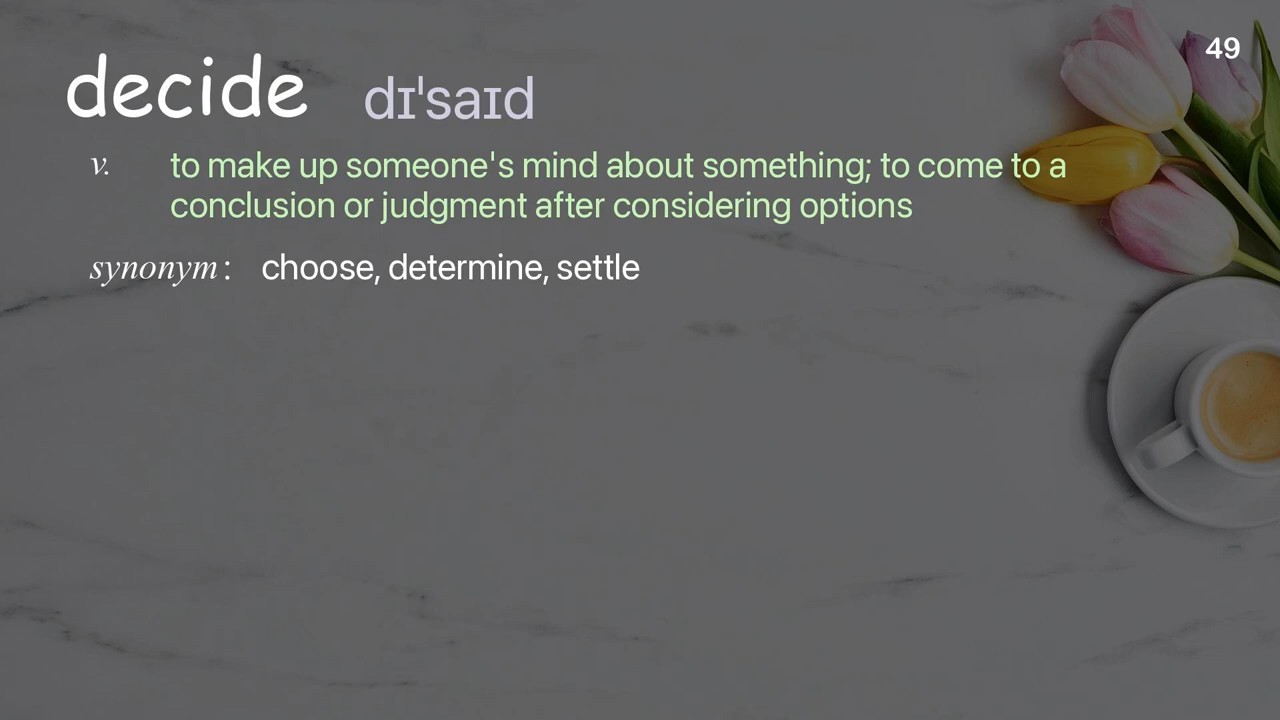 49
decide dɪˈsaɪd
v. to make up someone's mind about something; to come to a
conclusion or judgment after considering options
synonym: choose, determine, settle